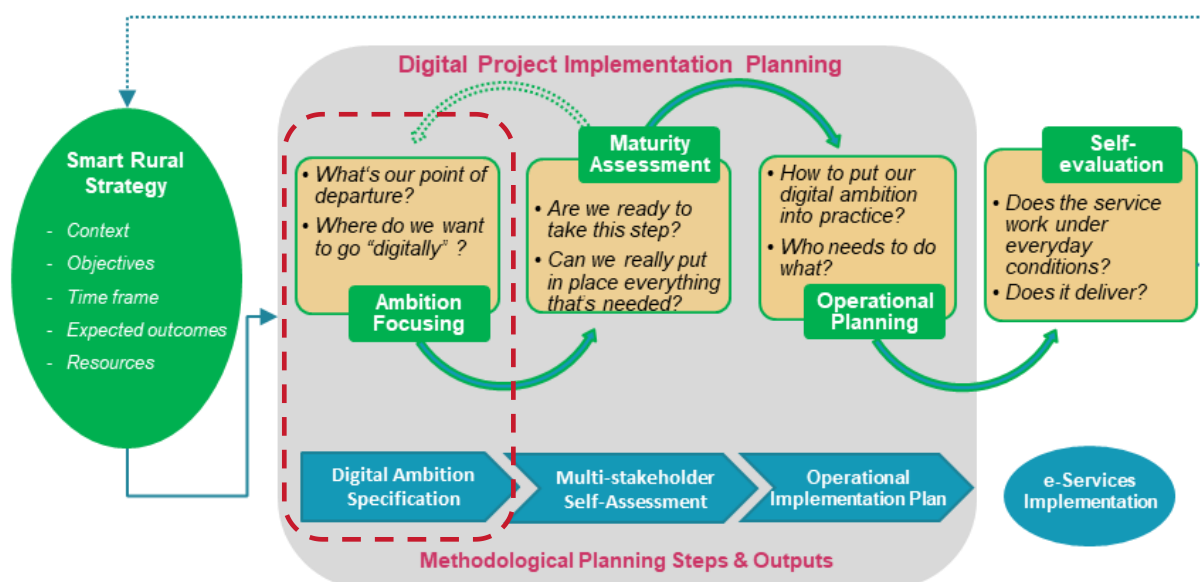 Digital Project Implementation Planning
Smart Rural
Strategy
- Context
- Objectives
- Time frame
- Expected outcomes
- Resources
• What's our point of
departure?
• Where do we want
to go “digitally” ?
Ambition
Focusing
Maturity
Assessment
• Are we ready to
take this step?
• Can we really put
in place everything
that's needed?
• How to put our
digital ambition
into practice?
• Who needs to do
what?
Operational
Planning
Self-
evaluation
• Does the service
work under
everyday
conditions?
• Does it deliver?
Digital Ambition
Specification
Multi-stakeholder
Self-Assessment
Operational
Implementation Plan
e-Services
Implementation
Methodological Planning Steps & Outputs